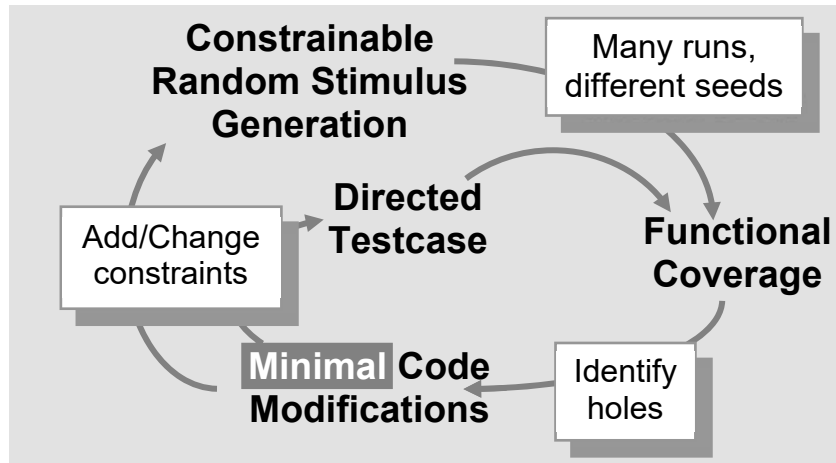 Constrainable
Random Stimulus
Generation
Many runs,
different seeds
Directed
Testcase
Add/Change
constraints
Functional
Coverage
Minimal Code
Modifications
Identify
holes